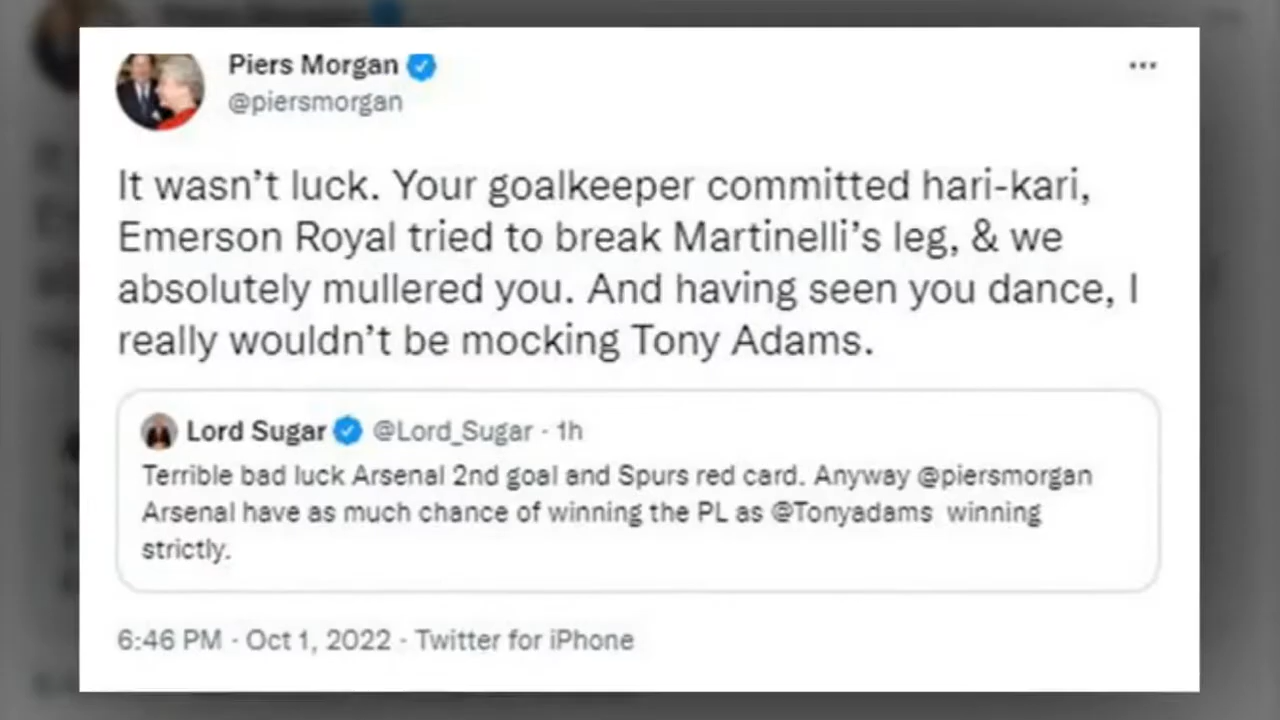 Piers Morgan
@piersmorgan
It wasn't luck. Your goalkeeper committed hari-kari,
Emerson Royal tried to break Martinelli's leg, & we
absolutely mullered you. And having seen you dance, I
really wouldn't be mocking Tony Adams.
Lord Sugar @Lord_Sugar · 1h
Terrible bad luck Arsenal 2nd goal and Spurs red card. Anyway @piersmorgan
Arsenal have as much chance of winning the PL as @Tonyadams winning
strictly.
6:46 PM · Oct 1, 2022 · Twitter for iPhone